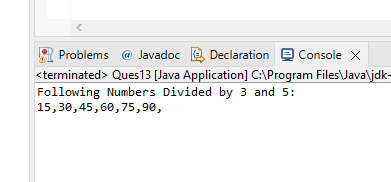 Problems @ Javadoc Declaration Console
<terminated> Ques13 [Java Application] C:\Program Files\Java\jdk-
Following Numbers Divided by 3 and 5:
15,30,45,60,75,90,